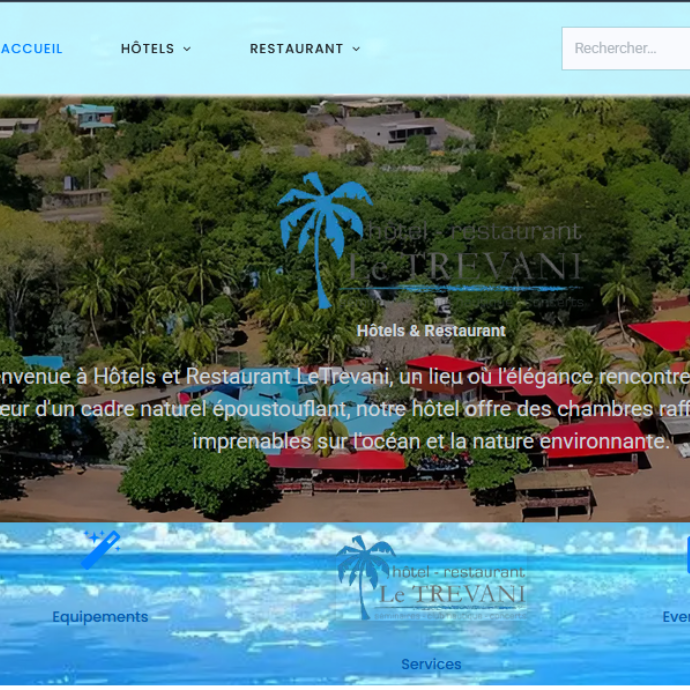 ACCUEIL HÔTELS RESTAURANT Rechercher...
hôtel - restaurant
Le TREVANI
Hôtels & Restaurant
nvenue à Hôtels et Restaurant LeTrevani, un lieu où l'élégance rencontre
œur d'un cadre naturel époustouflant, notre hôtel offre des chambres raff
imprenables sur l'océan et la nature environnante.
hôtel - restaurant
Le TREVANI
Equipements
Ever
Services